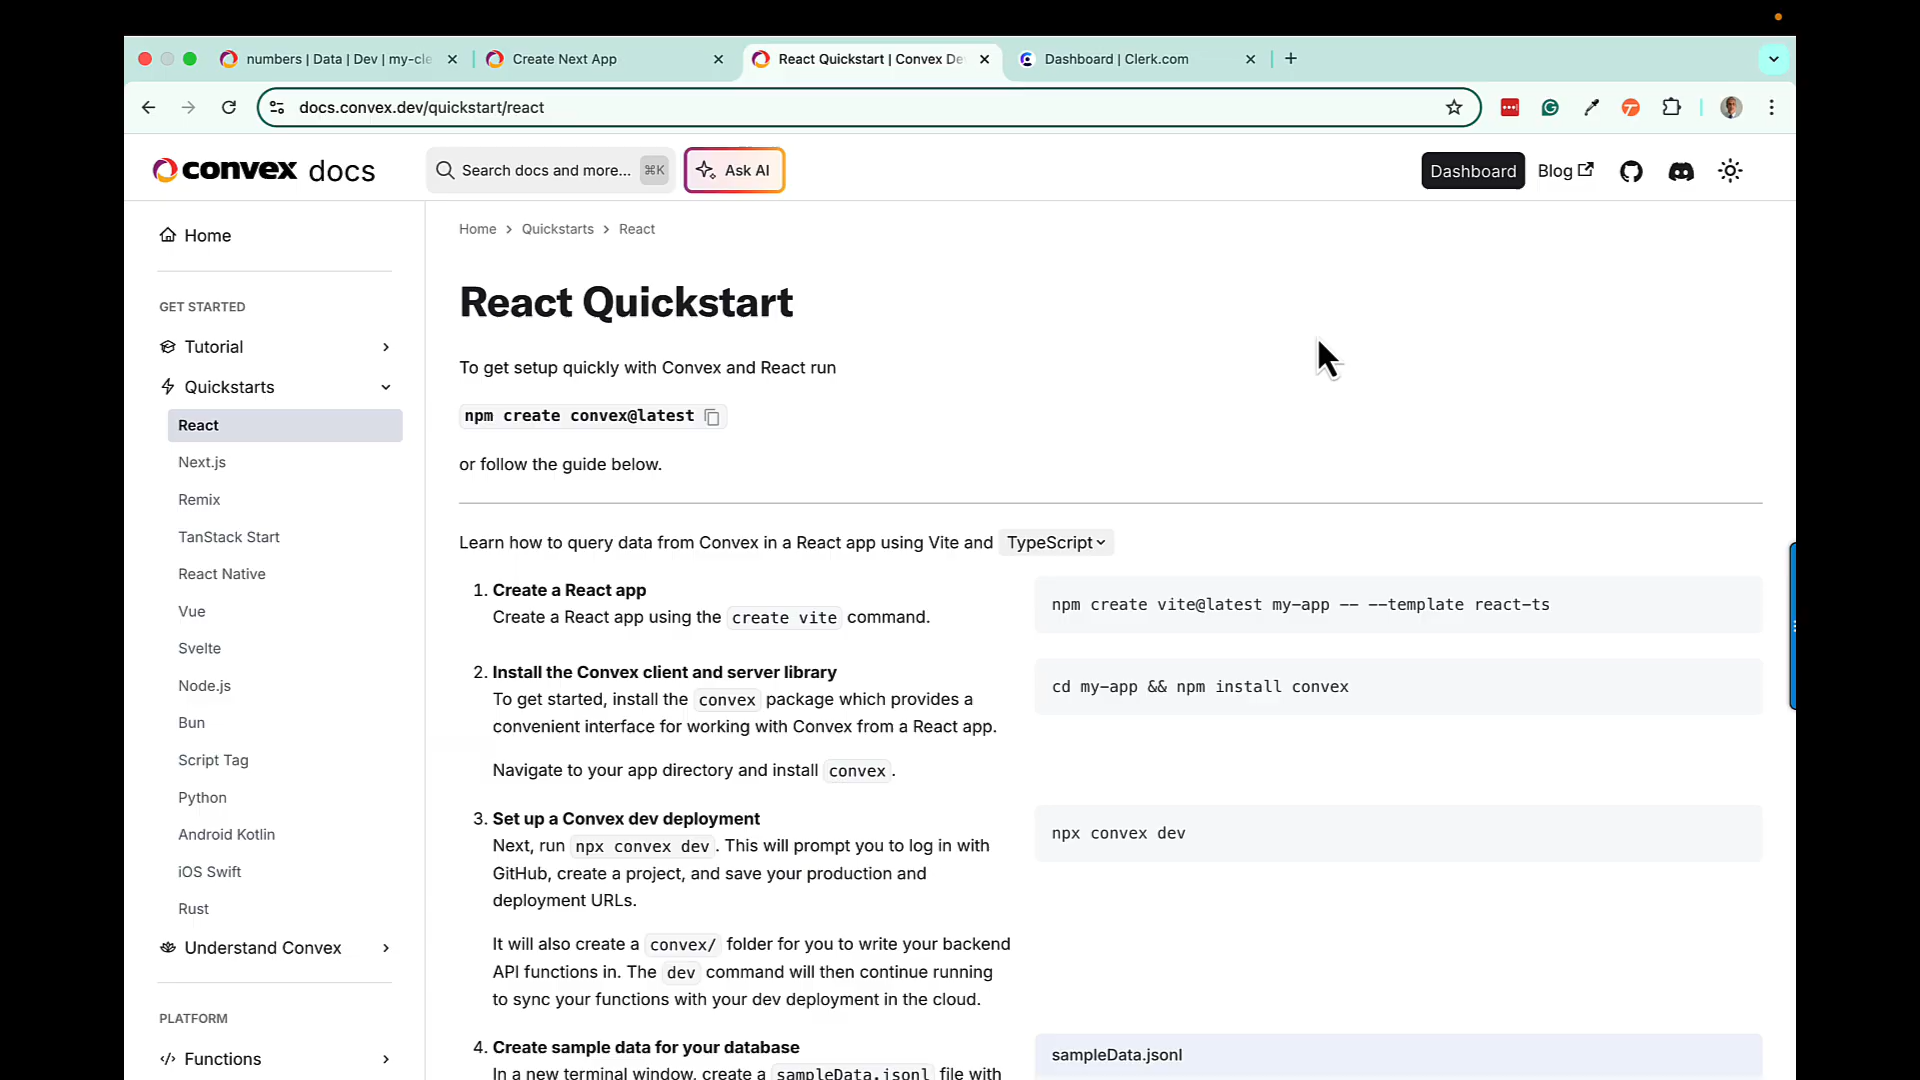 numbers | Data | Dev | my-cle
Create Next App
React Quickstart | Convex De
Dashboard | Clerk.com
docs.convex.dev/quickstart/react
convex docs
Search docs and more... ⌘K
Ask AI
Dashboard
Blog
Home
GET STARTED
Tutorial
Quickstarts
React
Next.js
Remix
TanStack Start
React Native
Vue
Svelte
Node.js
Bun
Script Tag
Python
Android Kotlin
iOS Swift
Rust
Understand Convex
PLATFORM
Functions
Home > Quickstarts > React
React Quickstart
To get setup quickly with Convex and React run
npm create convex@latest
or follow the guide below.
Learn how to query data from Convex in a React app using Vite and TypeScript
1. Create a React app
Create a React app using the create vite command.
npm create vite@latest my-app -- --template react-ts
2. Install the Convex client and server library
To get started, install the convex package which provides a
convenient interface for working with Convex from a React app.
Navigate to your app directory and install convex.
cd my-app && npm install convex
3. Set up a Convex dev deployment
Next, run npx convex dev. This will prompt you to log in with
GitHub, create a project, and save your production and
deployment URLs.
It will also create a convex/ folder for you to write your backend
API functions in. The dev command will then continue running
to sync your functions with your dev deployment in the cloud.
npx convex dev
4. Create sample data for your database
In a new terminal window, create a sampleData.jsonl file with
sampleData.jsonl